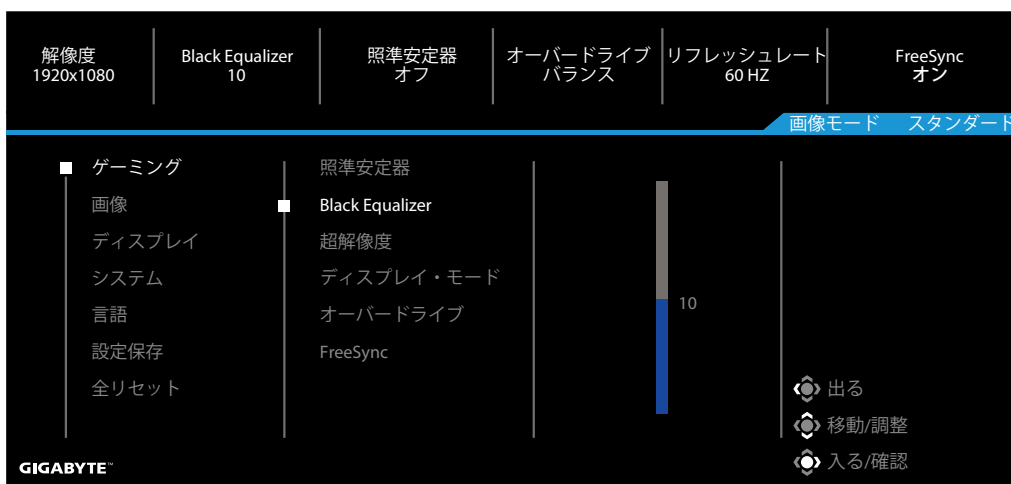 解像度
1920x1080
Black Equalizer
10
照準安定器
オフ
オーバードライブ
バランス
リフレッシュレート
60 HZ
FreeSync
オン
画像モード スタンダード
ゲーミング
画像
ディスプレイ
システム
言語
設定保存
全リセット
照準安定器
Black Equalizer
超解像度
ディスプレイ・モード
オーバードライブ
FreeSync
10
出る
移動/調整
入る/確認
GIGABYTE™